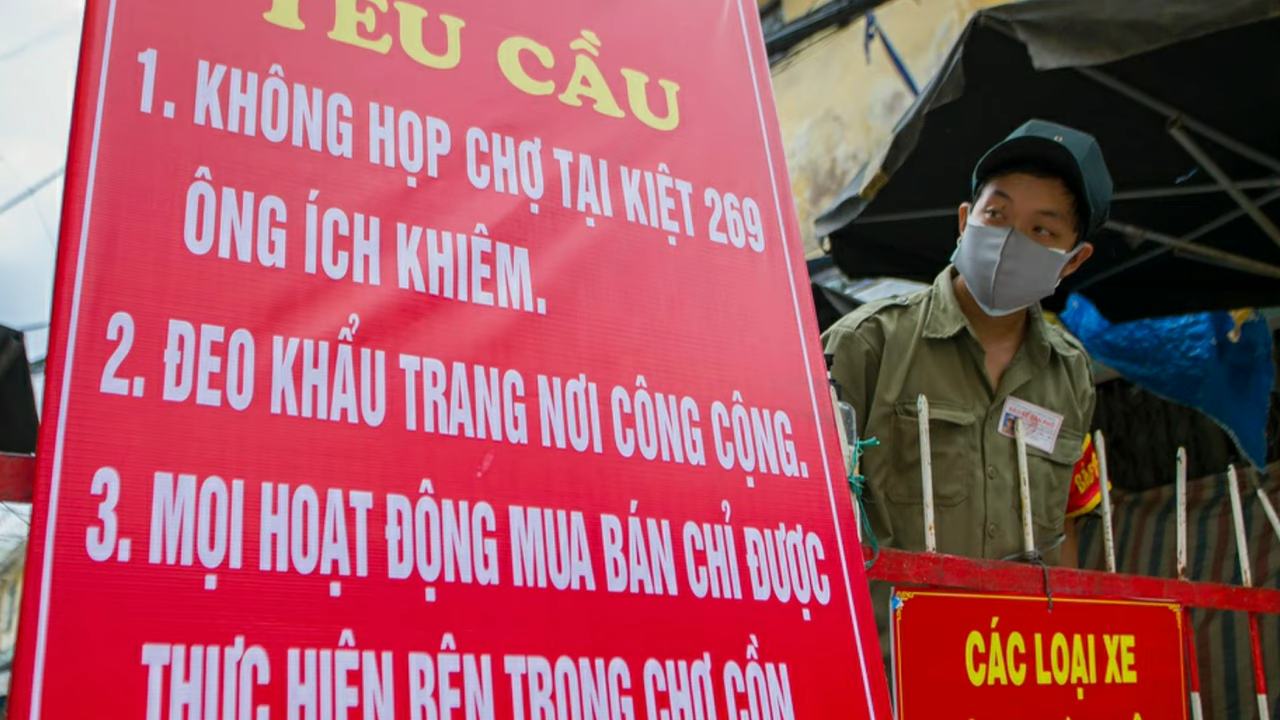 YÊU CẦU
1. KHÔNG HỌP CHỢ TẠI KIỆT 269
ÔNG ÍCH KHIÊM.
2. ĐEO KHẨU TRANG NƠI CÔNG CỘNG.
3. MỌI HOẠT ĐỘNG MUA BÁN CHỈ ĐƯỢC
THỰC HIỆN BÊN TRONG CHỢ CỒN
CÁC LOẠI XE